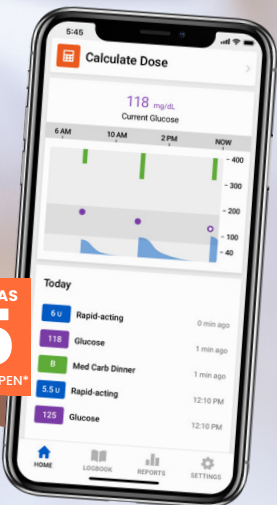 5:45
Calculate Dose
118 mg/dL
Current Glucose
6 AM 10 AM 2 PM NOW
400
300
200
100
40
Today
6 U Rapid-acting 0 min ago
118 Glucose 1 min ago
B Med Carb Dinner 1 min ago
5.5 U Rapid-acting 12:10 PM
125 Glucose 12:10 PM
HOME LOGBOOK REPORTS SETTINGS
AS
5
PEN*